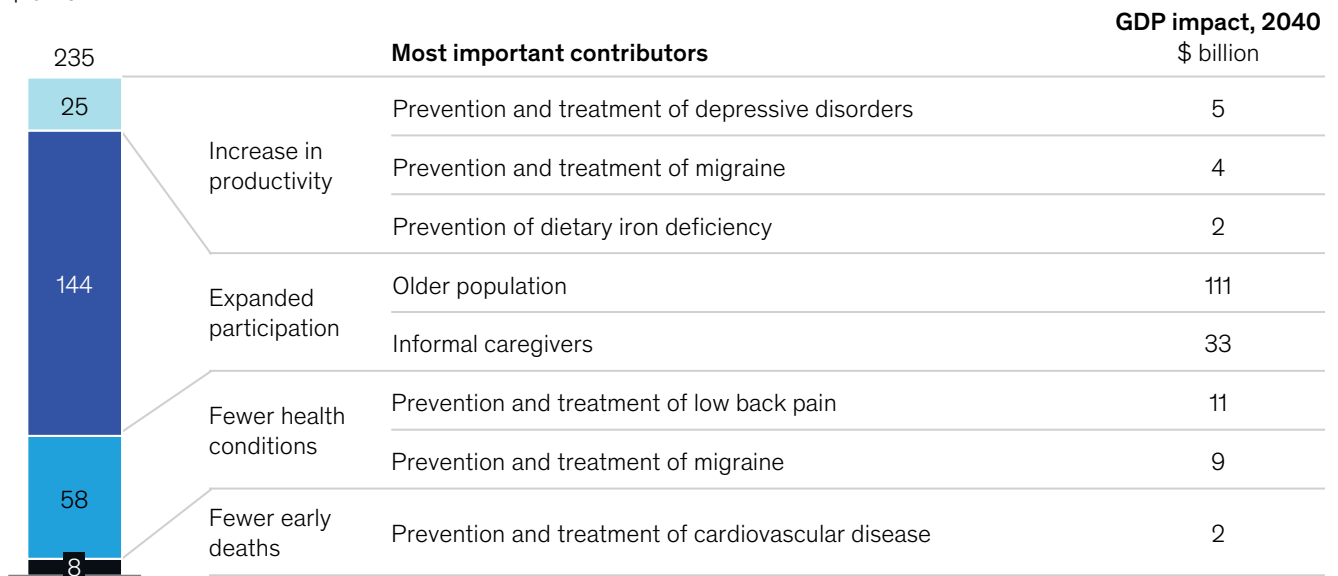 GDP impact, 2040
235
Most important contributors
$ billion
25
Prevention and treatment of depressive disorders
5
Increase in
productivity
Prevention and treatment of migraine
4
Prevention of dietary iron deficiency
2
144
Expanded
participation
Older population
111
Informal caregivers
33
Fewer health
conditions
Prevention and treatment of low back pain
11
Prevention and treatment of migraine
9
58
Fewer early
deaths
Prevention and treatment of cardiovascular disease
2
8